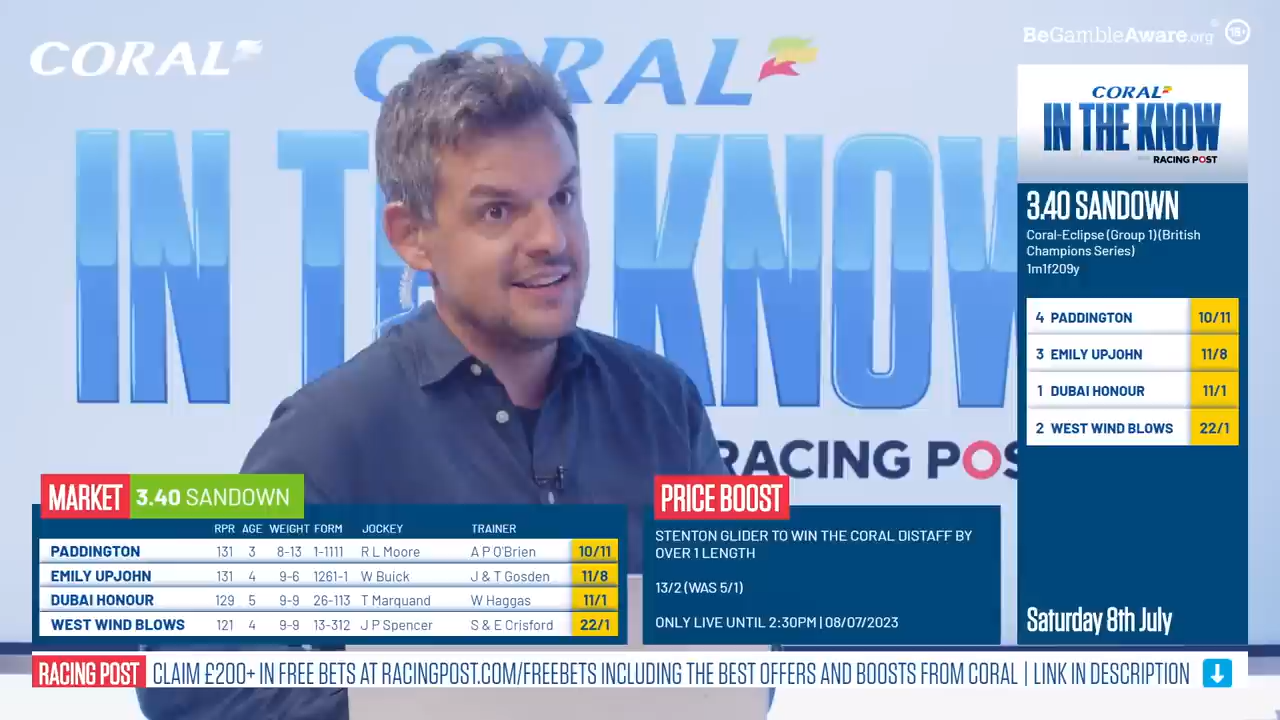 CORAL
CORAL
IN THE KNOW
RACING POS
BeGambleAware.org 18+
CORAL
IN THE KNOW
WITH RACING POST
3.40 SANDOWN
Coral-Eclipse (Group 1) (British
Champions Series)
1m1f209y
4 PADDINGTON 10/11
3 EMILY UPJOHN 11/8
1 DUBAI HONOUR 11/1
2 WEST WIND BLOWS 22/1
Saturday 8th July
MARKET 3.40 SANDOWN
RPR AGE WEIGHT FORM JOCKEY TRAINER
PADDINGTON 131 3 8-13 1-1111 R L Moore A P O'Brien 10/11
EMILY UPJOHN 131 4 9-6 1261-1 W Buick J & T Gosden 11/8
DUBAI HONOUR 129 5 9-9 26-113 T Marquand W Haggas 11/1
WEST WIND BLOWS 121 4 9-9 13-312 J P Spencer S & E Crisford 22/1
PRICE BOOST
STENTON GLIDER TO WIN THE CORAL DISTAFF BY
OVER 1 LENGTH
13/2 (WAS 5/1)
ONLY LIVE UNTIL 2:30PM | 08/07/2023
RACING POST CLAIM £200+ IN FREE BETS AT RACINGPOST.COM/FREEBETS INCLUDING THE BEST OFFERS AND BOOSTS FROM CORAL | LINK IN DESCRIPTION